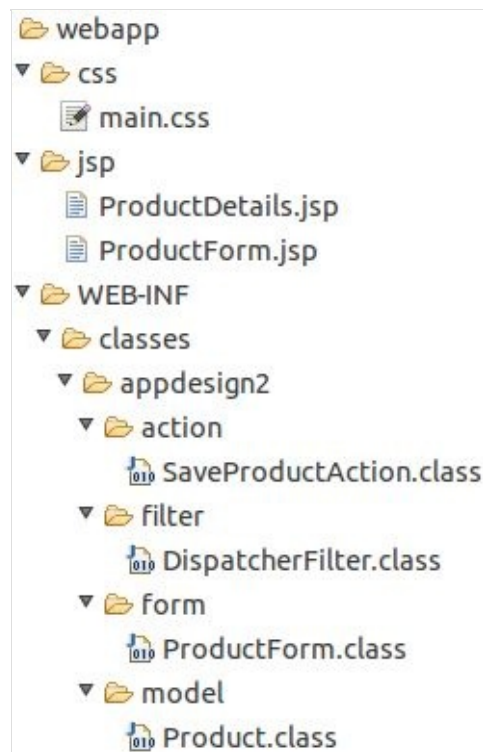 webapp
css
main.css
jsp
ProductDetails.jsp
ProductForm.jsp
WEB-INF
classes
appdesign2
action
SaveProductAction.class
filter
DispatcherFilter.class
form
ProductForm.class
model
Product.class